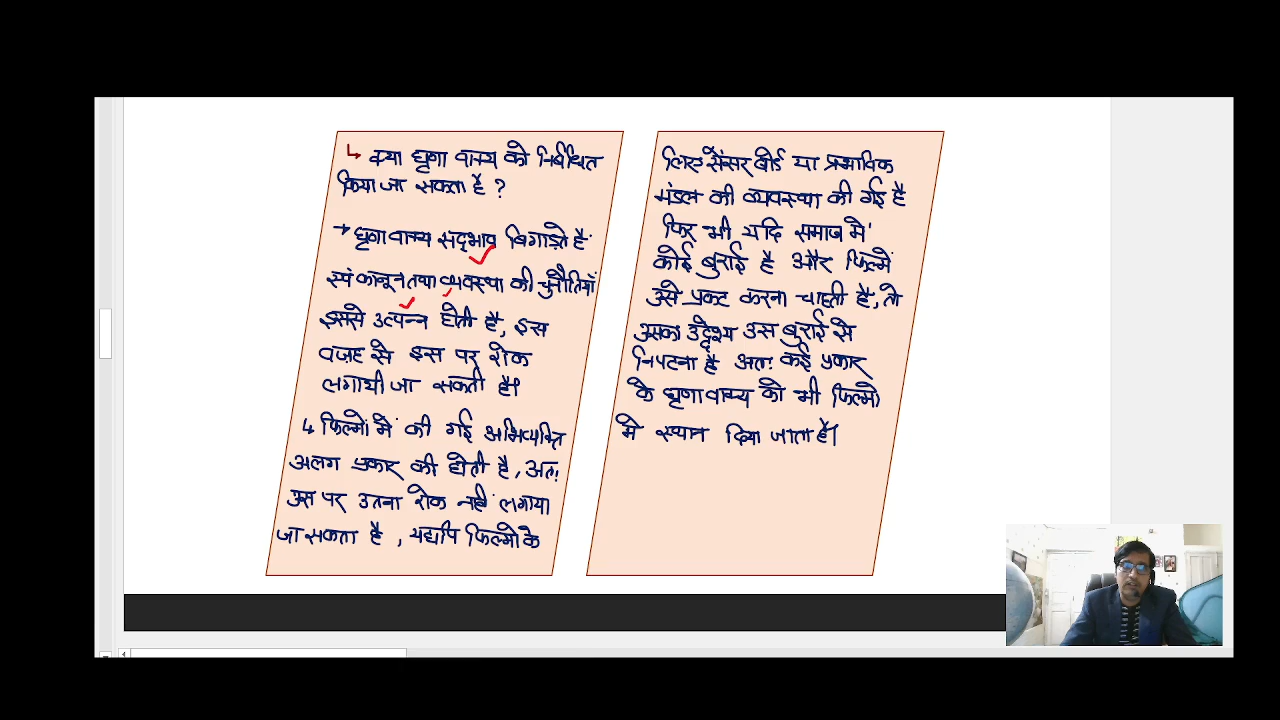 ↳ क्या घृणा वाक्य को निर्बंधित
किया जा सकता है ?
→ घृणा वाक्य सद्भाव बिगाड़ते हैं
एवं कानून तथा व्यवस्था की चुनौतियाँ
इससे उत्पन्न होती है, इस
वजह से इस पर रोक
लगायी जा सकती है।
↳ फिल्मों में की गई अभिव्यक्ति
अलग प्रकार की होती है, अतः
उस पर उतना रोक नहीं लगाया
जा सकता है , यद्यपि फिल्मो के
लिए सेंसर बोर्ड या प्रभाविक
मंडल की व्यवस्था की गई है
फिर भी यदि समाज में
कोई बुराई है और फिल्में
उसे प्रकट करना चाहती है, तो
उसका उद्देश्य उस बुराई से
निपटना है अतः कई प्रकार
के घृणा वाक्य को भी फिल्मो
मे स्थान दिया जाता है।